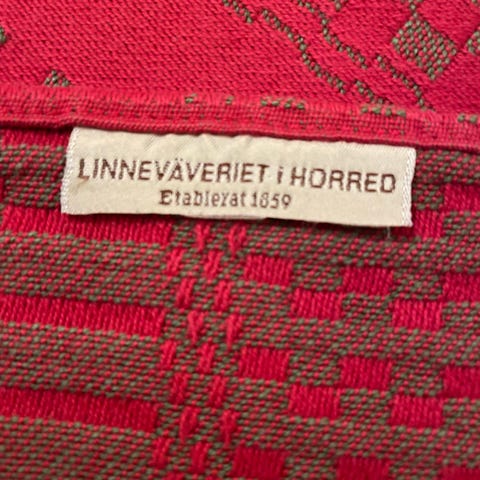 LINNEVÄVERIET I HORRED
Etablerat 1859